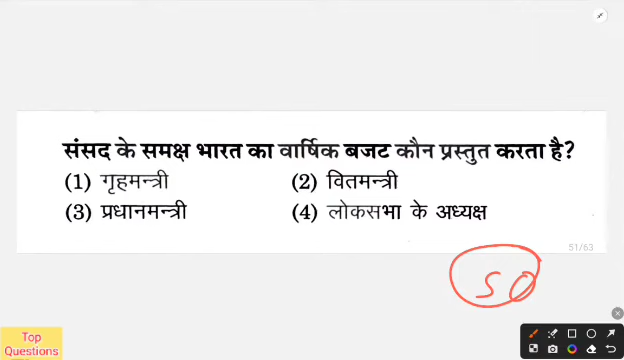 संसद के समक्ष भारत का वार्षिक बजट कौन प्रस्तुत करता है?
(1) गृहमन्त्री (2) वितमन्त्री
(3) प्रधानमन्त्री (4) लोकसभा के अध्यक्ष
51/63
50
Top
Questions